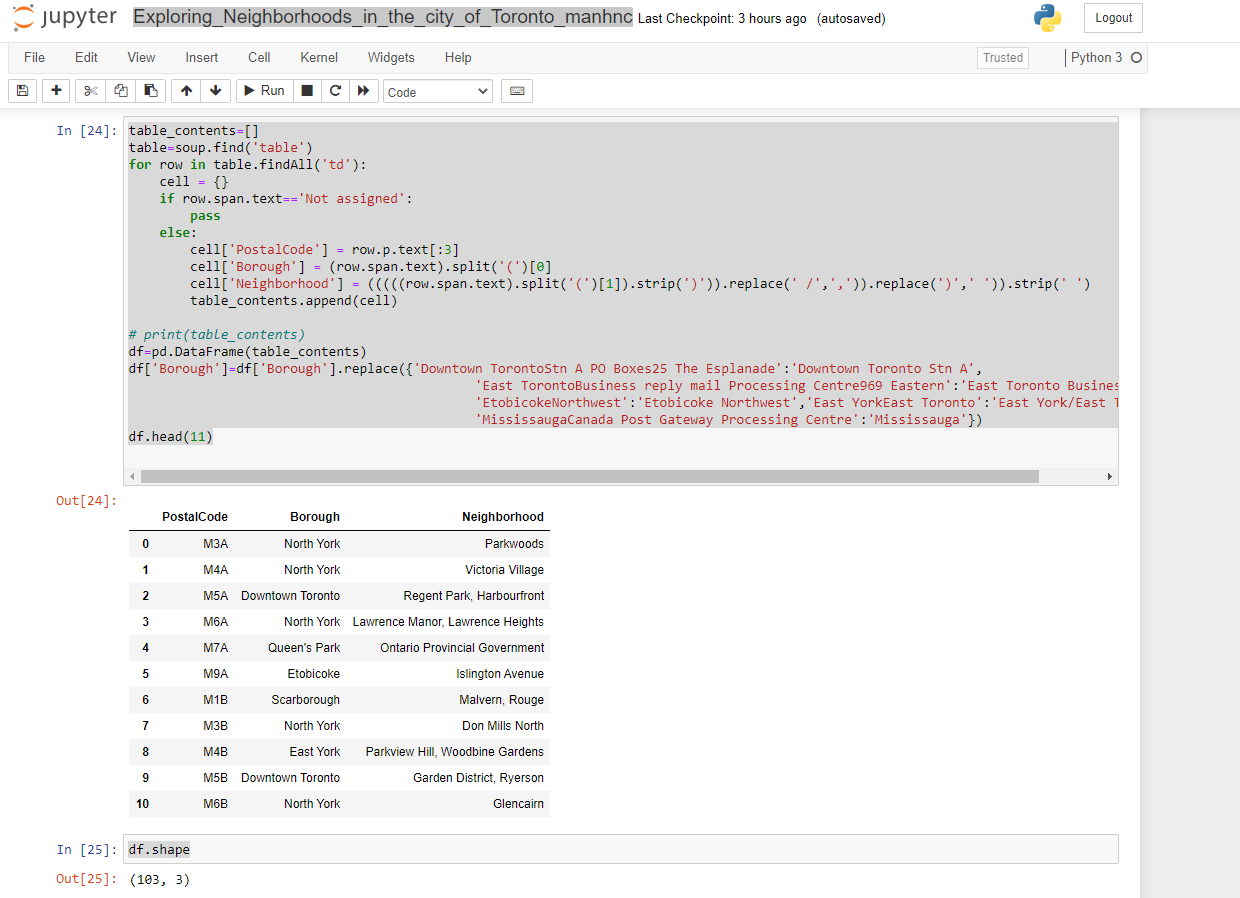 jupyter Exploring_Neighborhoods_in_the_city_of_Toronto_manhnc Last Checkpoint: 3 hours ago (autosaved)
Logout
File Edit View Insert Cell Kernel Widgets Help Trusted Python 3
Run Code
In [24]: table_contents=[]
table=soup.find('table')
for row in table.findAll('td'):
    cell = {}
    if row.span.text=='Not assigned':
        pass
    else:
        cell['PostalCode'] = row.p.text[:3]
        cell['Borough'] = (row.span.text).split('(')[0]
        cell['Neighborhood'] = (((((row.span.text).split('(')[1]).strip(')')).replace(' /',',')).replace(')',' ')).strip(' ')
        table_contents.append(cell)
# print(table_contents)
df=pd.DataFrame(table_contents)
df['Borough']=df['Borough'].replace({'Downtown TorontoStn A PO Boxes25 The Esplanade':'Downtown Toronto Stn A',
'East TorontoBusiness reply mail Processing Centre969 Eastern':'East Toronto Busines
'EtobicokeNorthwest':'Etobicoke Northwest','East YorkEast Toronto':'East York/East T
'MississaugaCanada Post Gateway Processing Centre':'Mississauga'})
df.head(11)
Out[24]:
PostalCode Borough Neighborhood
0 M3A North York Parkwoods
1 M4A North York Victoria Village
2 M5A Downtown Toronto Regent Park, Harbourfront
3 M6A North York Lawrence Manor, Lawrence Heights
4 M7A Queen's Park Ontario Provincial Government
5 M9A Etobicoke Islington Avenue
6 M1B Scarborough Malvern, Rouge
7 M3B North York Don Mills North
8 M4B East York Parkview Hill, Woodbine Gardens
9 M5B Downtown Toronto Garden District, Ryerson
10 M6B North York Glencairn
In [25]: df.shape
Out[25]: (103, 3)